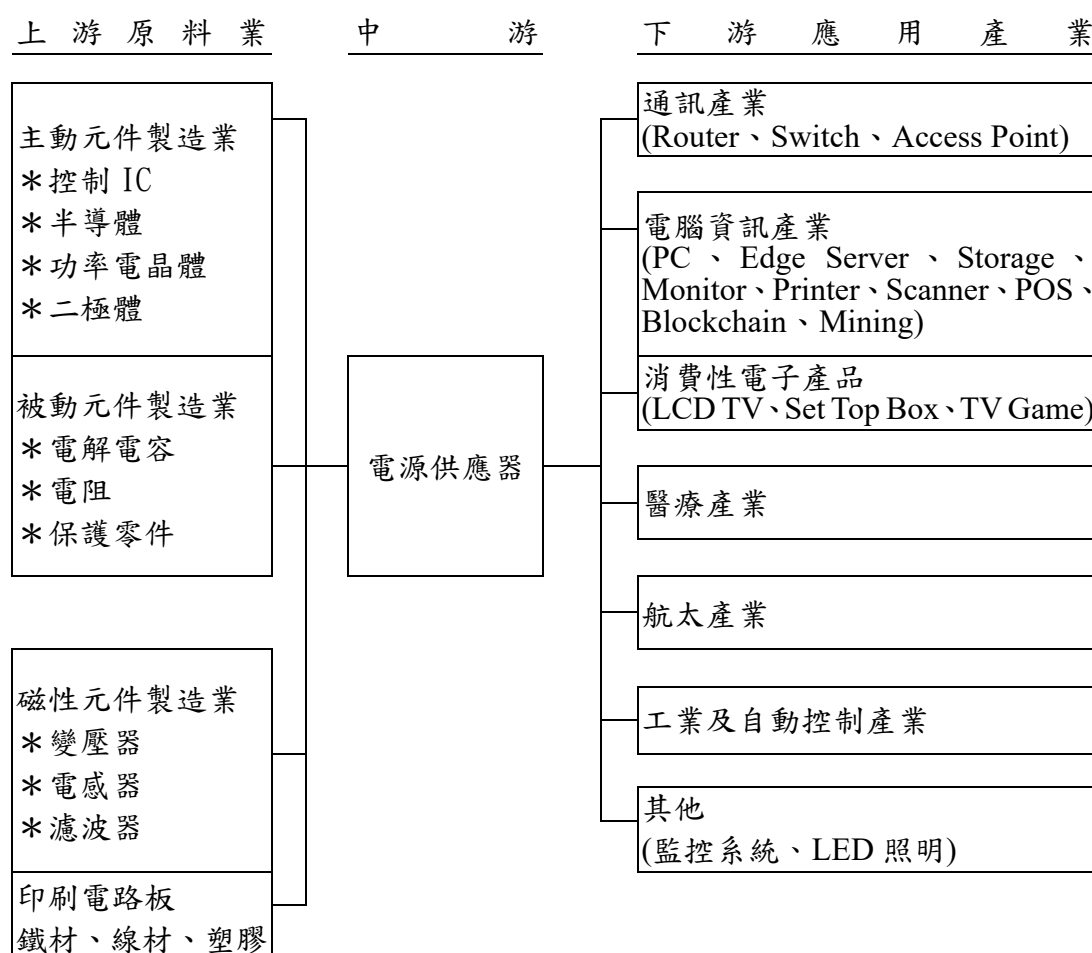 上游原料業
中游
下游應用產業
主動元件製造業
＊控制 IC
＊半導體
＊功率電晶體
＊二極體
被動元件製造業
＊電解電容
＊電阻
＊保護零件
磁性元件製造業
＊變壓器
＊電感器
＊濾波器
印刷電路板
鐵材、線材、塑膠
電源供應器
通訊產業
(Router、Switch、Access Point)
電腦資訊產業
(PC、Edge Server、Storage、
Monitor、Printer、Scanner、POS、
Blockchain、Mining)
消費性電子產品
(LCD TV、Set Top Box、TV Game)
醫療產業
航太產業
工業及自動控制產業
其他
(監控系統、LED 照明)